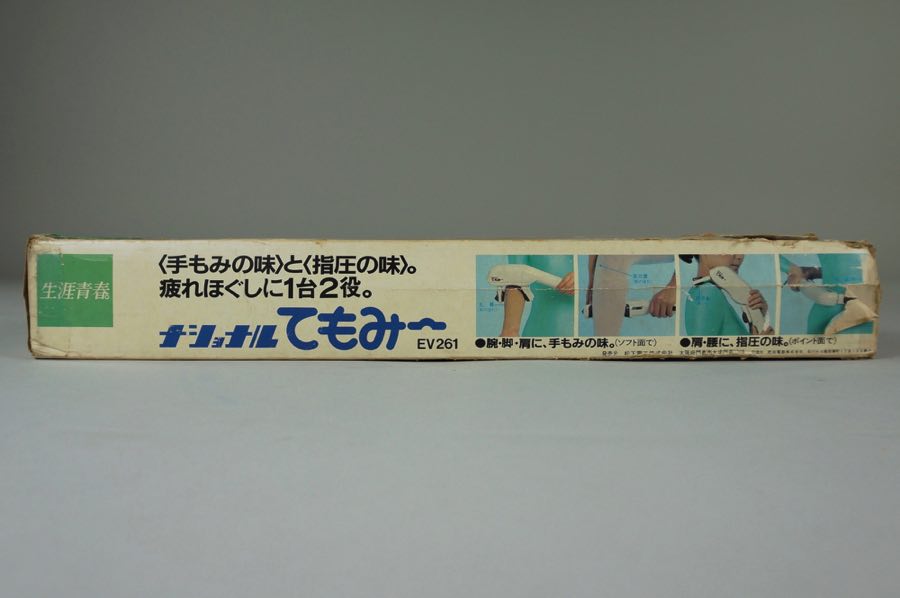 生涯青春
〈手もみの味〉と〈指圧の味〉。
疲れほぐしに1台2役。
ナショナル てもみ〜 EV261
●腕・脚・肩に、手もみの味。(ソフト面で)
●肩・腰に、指圧の味。(ポイント面で)